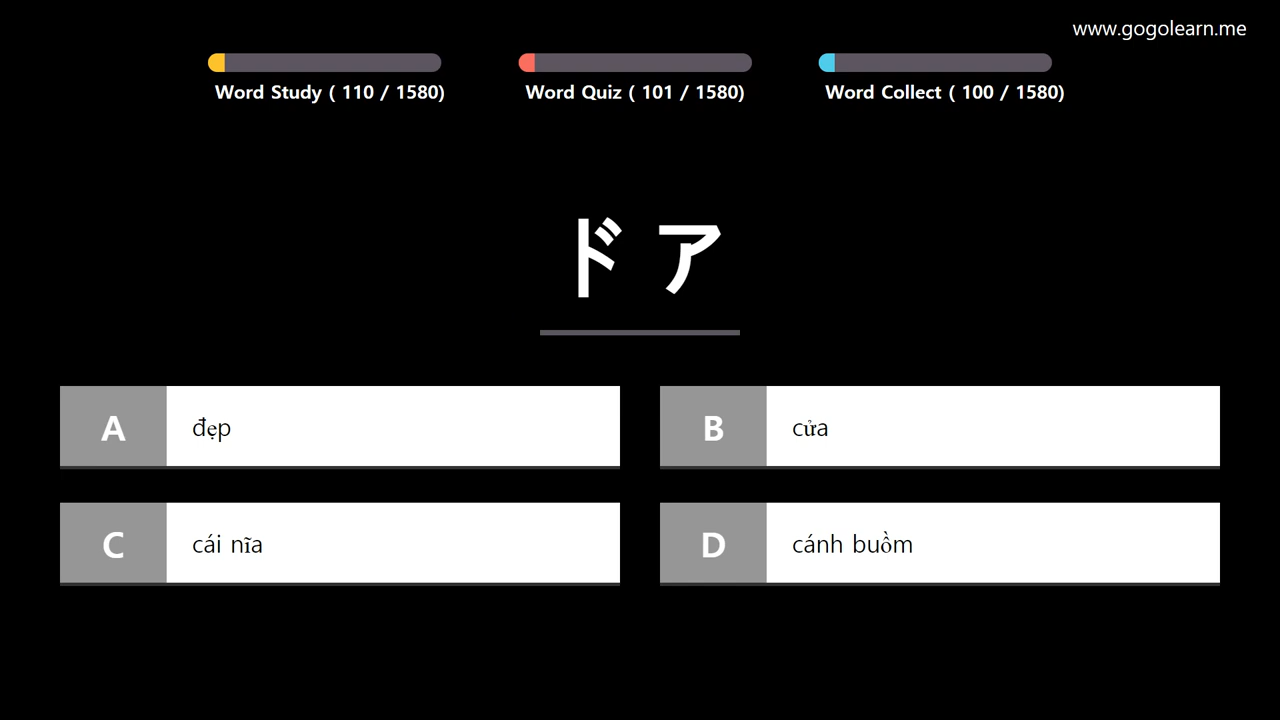 www.gogolearn.me
Word Study ( 110 / 1580)
Word Quiz ( 101 / 1580)
Word Collect ( 100 / 1580)
ドア
A đẹp
B cửa
C cái nĩa
D cánh buồm